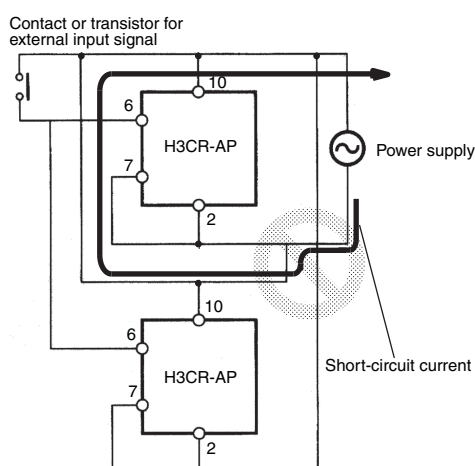 Contact or transistor for
external input signal
10
6
H3CR-AP
7
Power supply
2
10
6
Short-circuit current
H3CR-AP
7
2